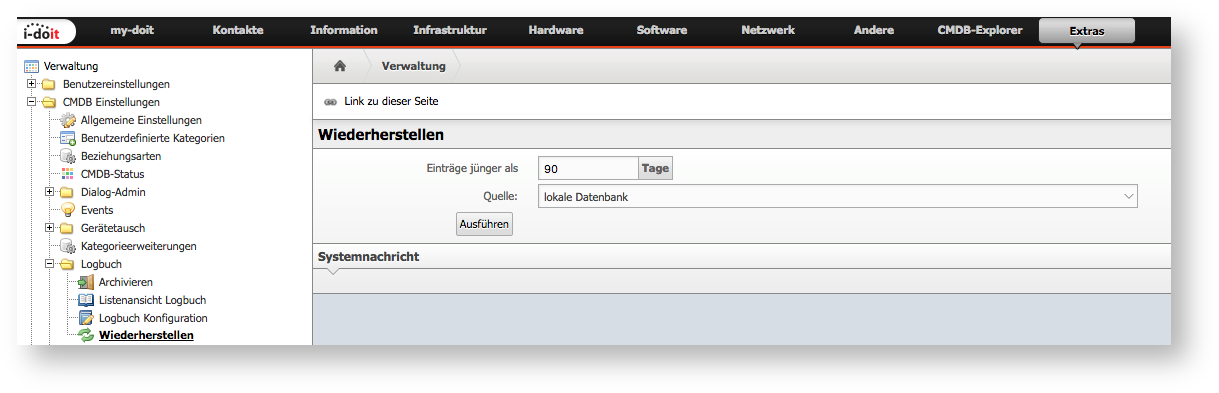 i-doit my-doit Kontakte Information Infrastruktur Hardware Software Netzwerk Andere CMDB-Explorer Extras
Verwaltung
Benutzereinstellungen
CMDB Einstellungen
Allgemeine Einstellungen
Benutzerdefinierte Kategorien
Beziehungsarten
CMDB-Status
Dialog-Admin
Events
Gerätetausch
Kategorieerweiterungen
Logbuch
Archivieren
Listenansicht Logbuch
Logbuch Konfiguration
Wiederherstellen
Verwaltung
Link zu dieser Seite
Wiederherstellen
Einträge jünger als 90 Tage
Quelle: lokale Datenbank
Ausführen
Systemnachricht